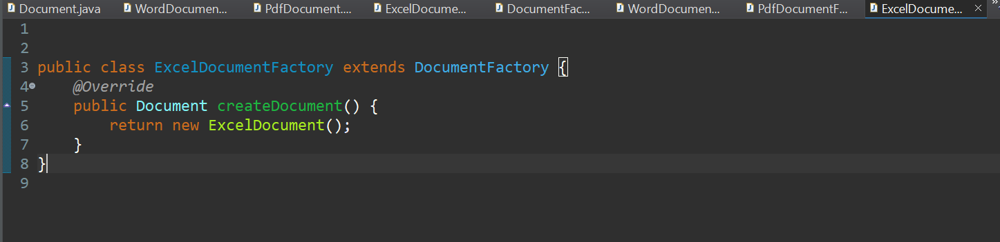 Document.java WordDocumen... PdfDocument.... ExcelDocume... DocumentFac... WordDocumen... PdfDocumentF... ExcelDocume... × »
1
2
3 public class ExcelDocumentFactory extends DocumentFactory {
4 @Override
5 public Document createDocument() {
6 return new ExcelDocument();
7 }
8 }
9